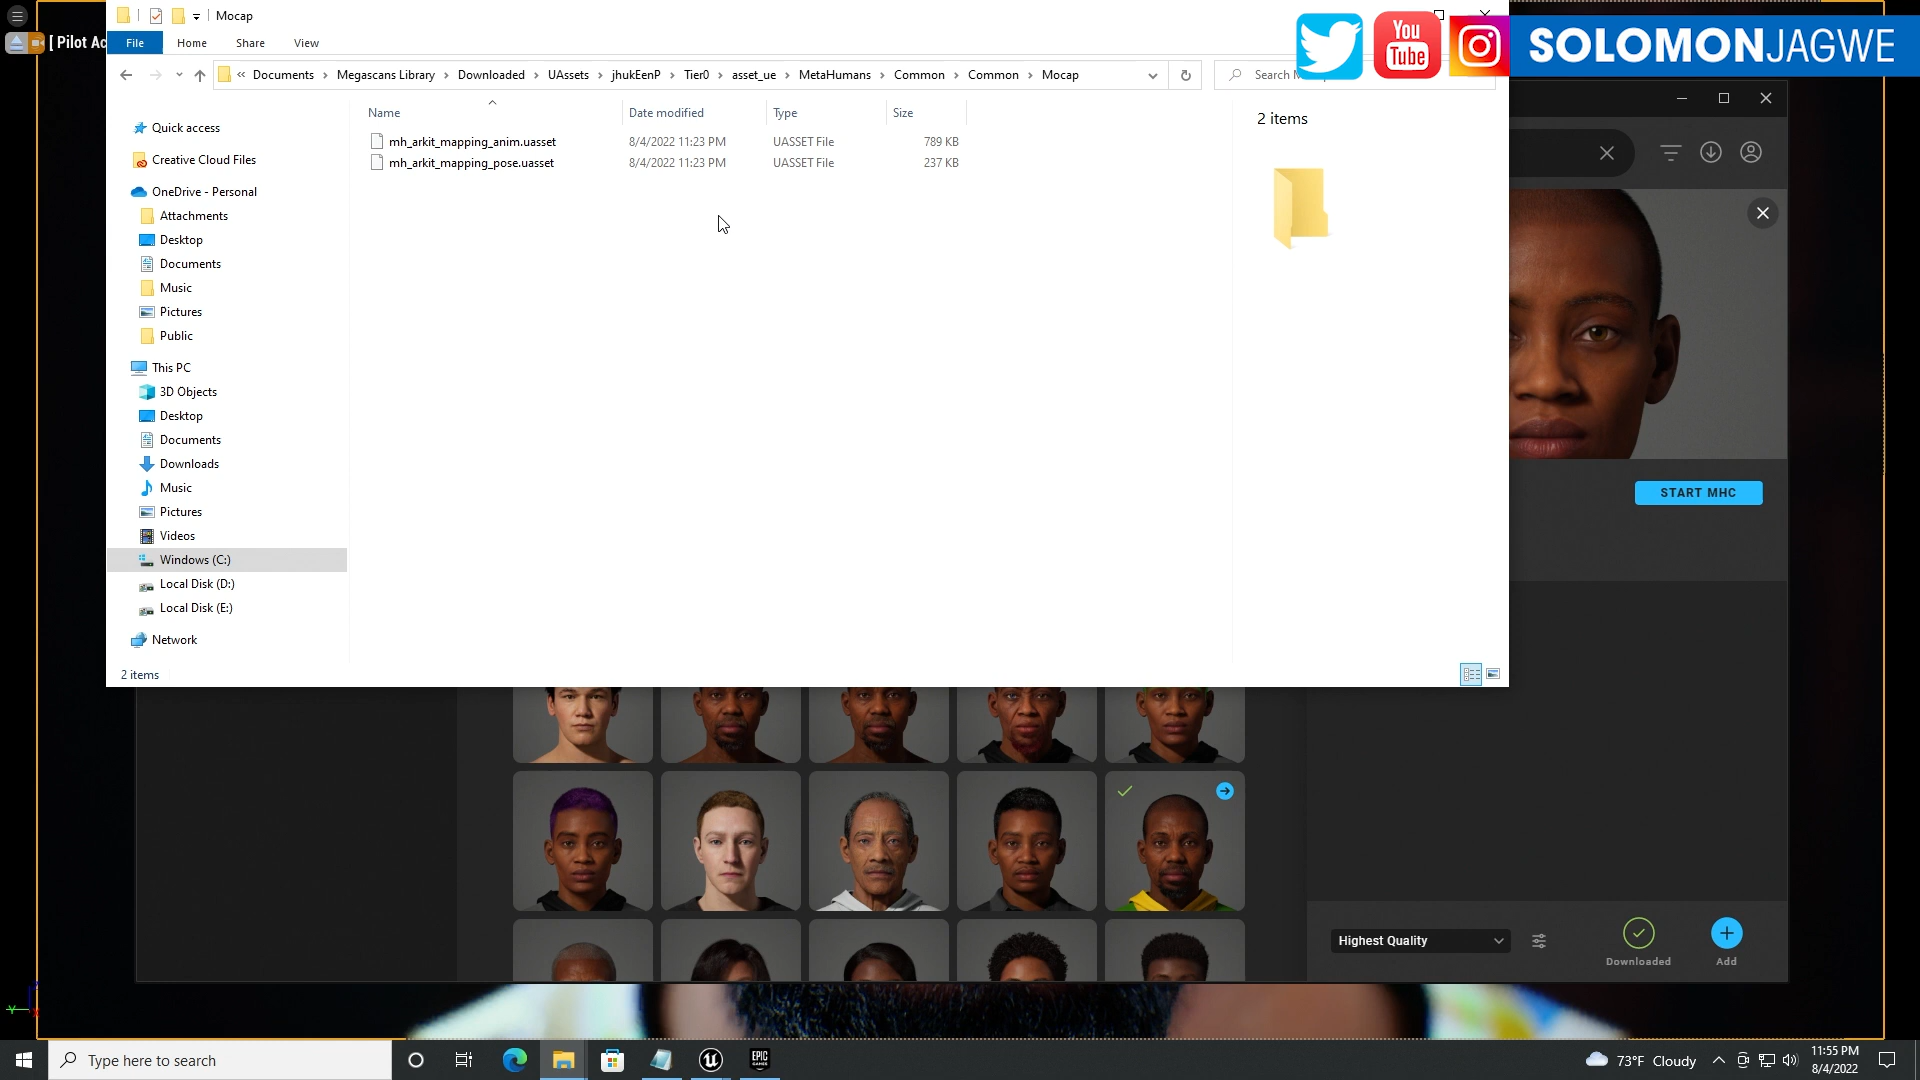 Mocap
[ Pilot Ac
File Home Share View
« Documents > Megascans Library > Downloaded > UAssets > jhukEenP > Tier0 > asset_ue > MetaHumans > Common > Common > Mocap
Search M
You
Tube
SOLOMONJAGWE
Name Date modified Type Size
mh_arkit_mapping_anim.uasset 8/4/2022 11:23 PM UASSET File 789 KB
mh_arkit_mapping_pose.uasset 8/4/2022 11:23 PM UASSET File 237 KB
2 items
Quick access
Creative Cloud Files
OneDrive - Personal
Attachments
Desktop
Documents
Music
Pictures
Public
This PC
3D Objects
Desktop
Documents
Downloads
Music
Pictures
Videos
Windows (C:)
Local Disk (D:)
Local Disk (E:)
Network
2 items
START MHC
Highest Quality
Downloaded
Add
Y
Type here to search
EPIC
GAMES
73°F Cloudy
11:55 PM
8/4/2022